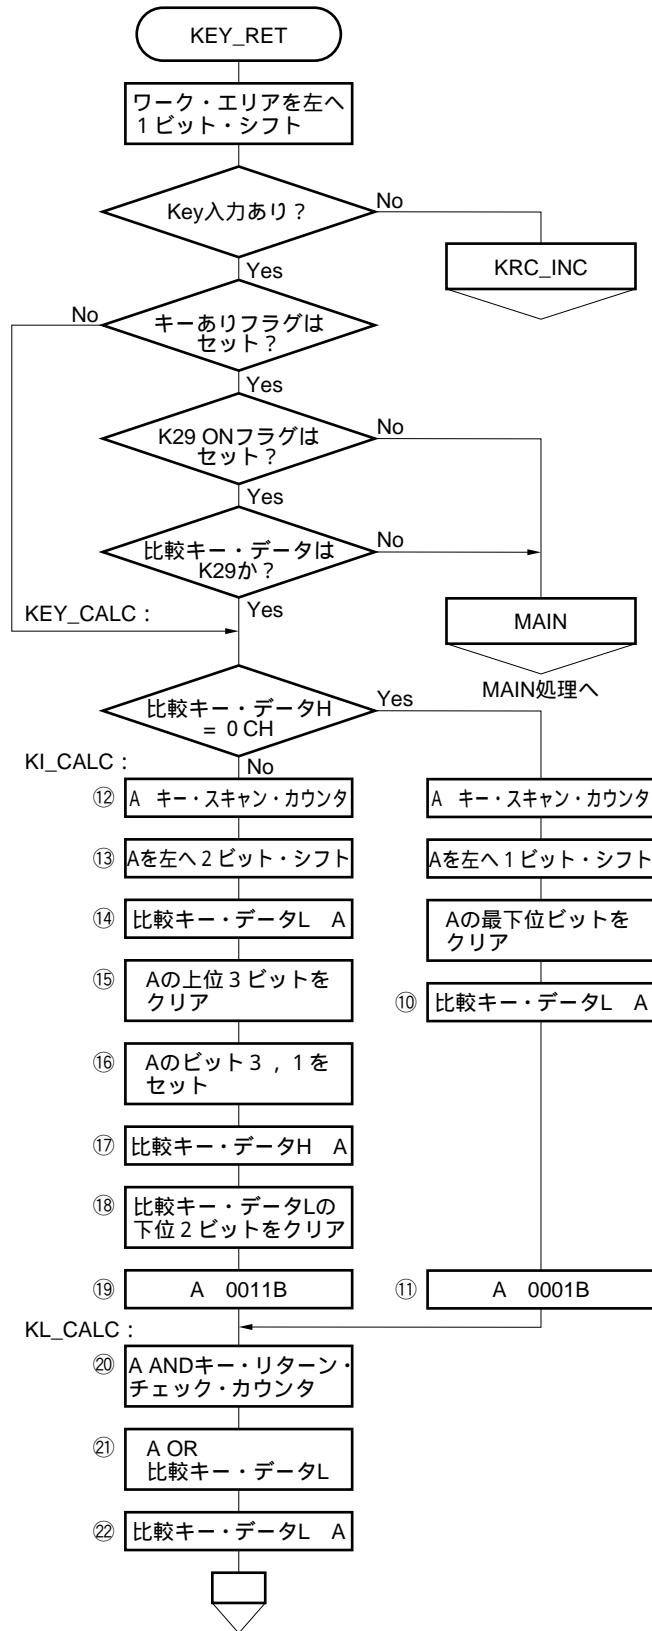 KEY_RET
ワーク・エリアを左へ
1ビット・シフト
Key入力あり？
No
KRC_INC
Yes
No
キーありフラグは
セット？
Yes
K29 ONフラグは
セット？
No
Yes
比較キー・データは
K29か？
No
KEY_CALC：
Yes
MAIN
MAIN処理へ
比較キー・データH
= 0 CH
Yes
KI_CALC：
No
⑫ A キー・スキャン・カウンタ
A キー・スキャン・カウンタ
⑬ Aを左へ2ビット・シフト
Aを左へ1ビット・シフト
⑭ 比較キー・データL A
Aの最下位ビットを
クリア
⑮ Aの上位3ビットを
クリア
⑩ 比較キー・データL A
⑯ Aのビット3，1を
セット
⑰ 比較キー・データH A
⑱ 比較キー・データLの
下位2ビットをクリア
⑲ A 0011B
⑪ A 0001B
KL_CALC：
⑳ A ANDキー・リターン・
チェック・カウンタ
㉑ A OR
比較キー・データL
㉒ 比較キー・データL A